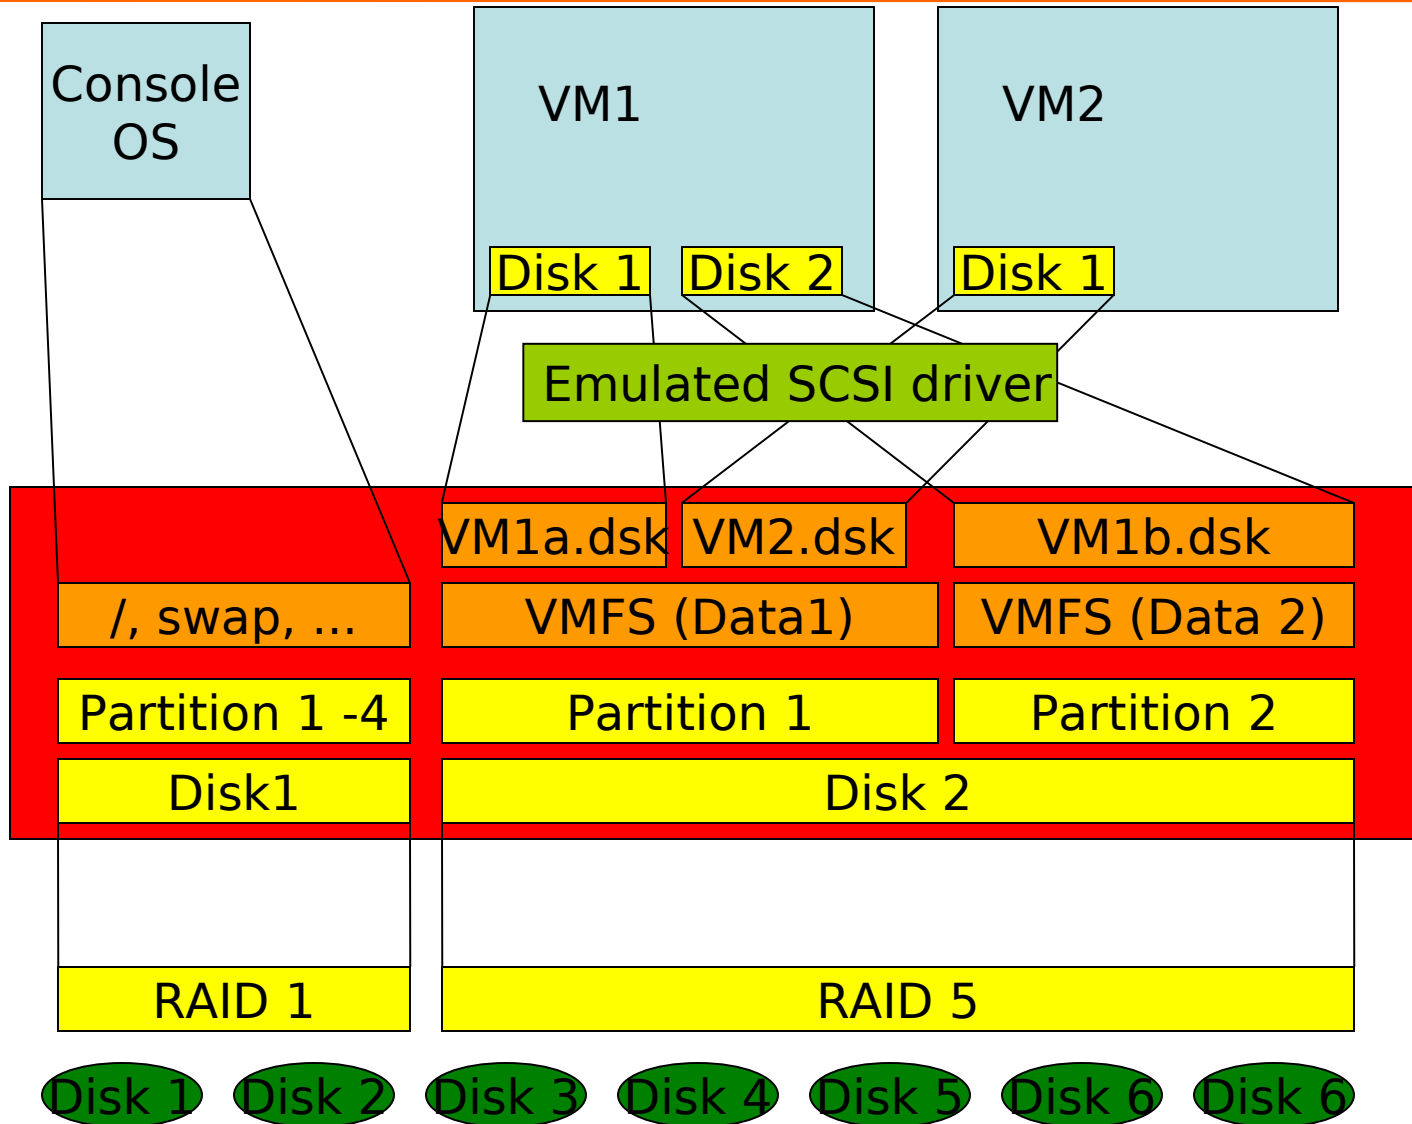 Console
OS
VM1
VM2
Disk 1
Disk 2
Disk 1
Emulated SCSI driver
VM1a.dsk
VM2.dsk
VM1b.dsk
/, swap, ...
VMFS (Data1)
VMFS (Data 2)
Partition 1 -4
Partition 1
Partition 2
Disk1
Disk 2
RAID 1
RAID 5
Disk 1
Disk 2
Disk 3
Disk 4
Disk 5
Disk 6
Disk 6